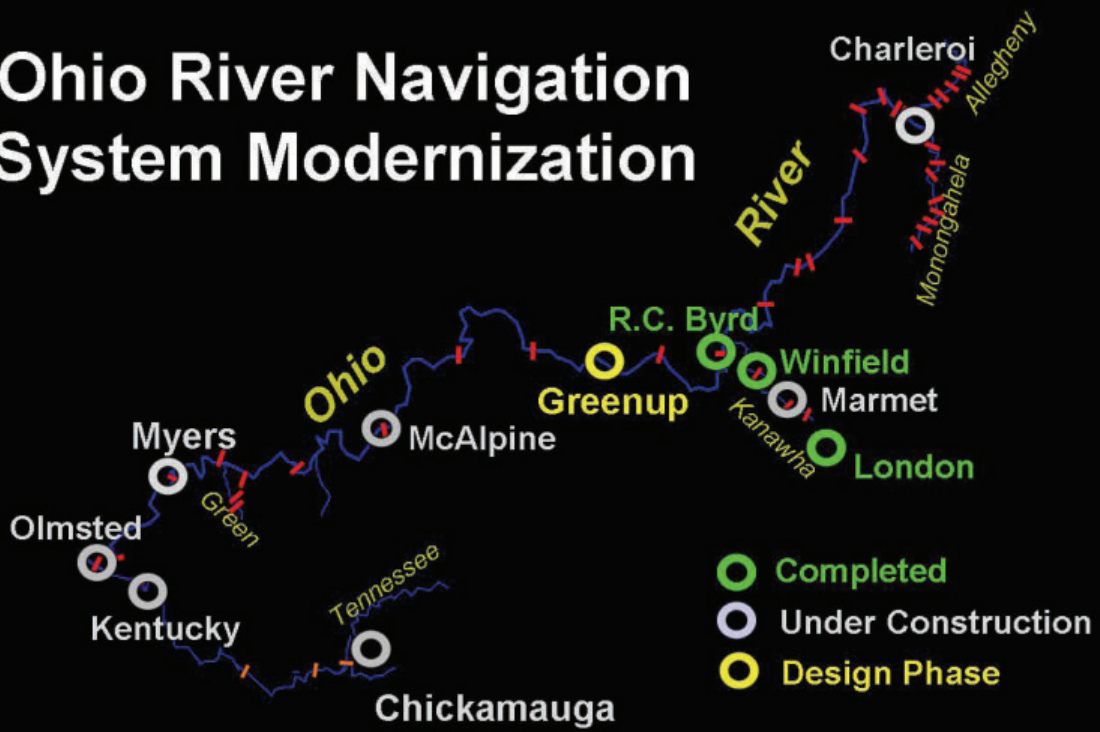 Ohio River Navigation
System Modernization
Charleroi
Allegheny
River
Monongahela
R.C. Byrd
Winfield
Ohio
Greenup
Marmet
Kanawha
Myers
McAlpine
London
Green
Olmsted
Tennessee
Kentucky
Chickamauga
Completed
Under Construction
Design Phase